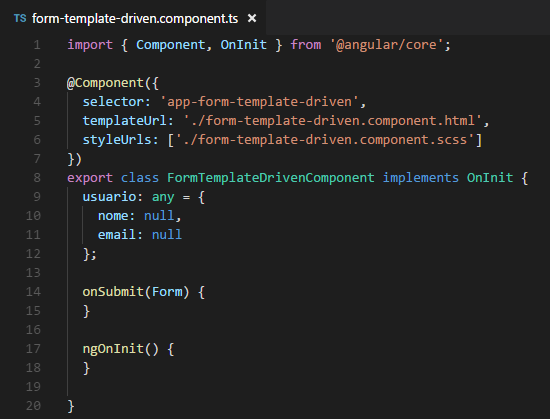 TS form-template-driven.component.ts ×
1 import { Component, OnInit } from '@angular/core';
2
3 @Component({
4   selector: 'app-form-template-driven',
5   templateUrl: './form-template-driven.component.html',
6   styleUrls: ['./form-template-driven.component.scss']
7 })
8 export class FormTemplateDrivenComponent implements OnInit {
9   usuario: any = {
10     nome: null,
11     email: null
12   };
13
14   onSubmit(Form) {
15   }
16
17   ngOnInit() {
18   }
19
20 }